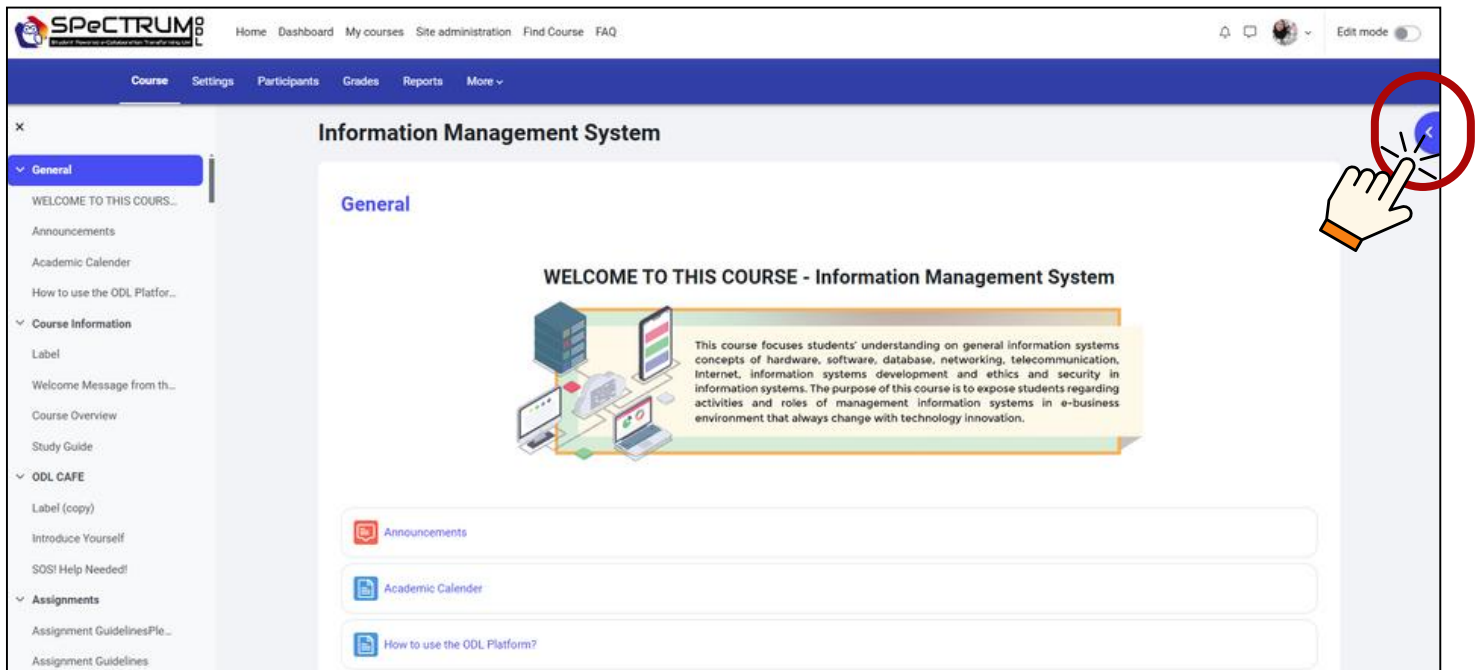 SPeCTRUM ODL
Home Dashboard My courses Site administration Find Course FAQ
Edit mode
Course Settings Participants Grades Reports More
Information Management System
General
WELCOME TO THIS COURS...
Announcements
Academic Calender
How to use the ODL Platfor...
Course Information
Label
Welcome Message from th...
Course Overview
Study Guide
ODL CAFE
Label (copy)
Introduce Yourself
SOS! Help Needed!
Assignments
Assignment GuidelinesPle...
Assignment Guidelines
General
WELCOME TO THIS COURSE - Information Management System
This course focuses students' understanding on general information systems
concepts of hardware, software, database, networking, telecommunication,
Internet, information systems development and ethics and security in
information systems. The purpose of this course is to expose students regarding
activities and roles of management information systems in e-business
environment that always change with technology innovation.
Announcements
Academic Calender
How to use the ODL Platform?